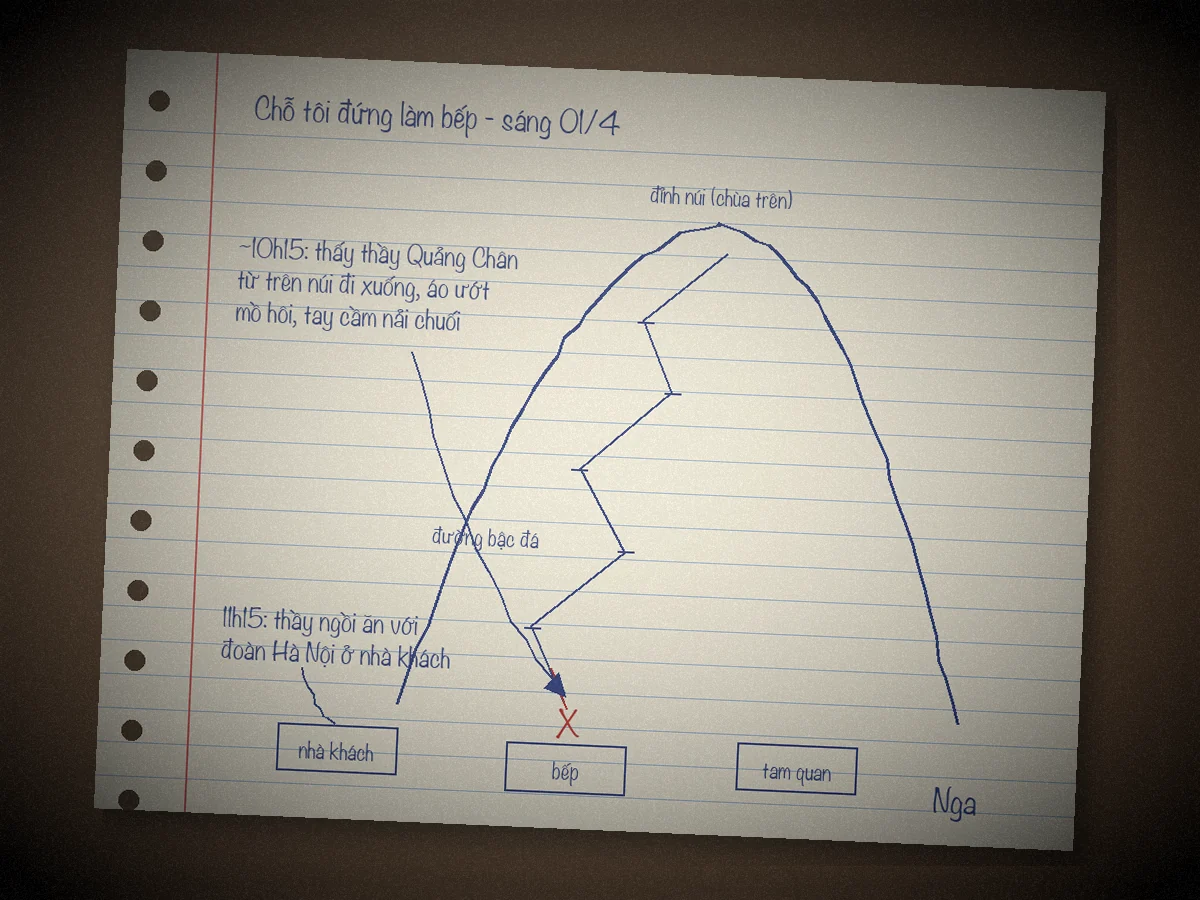 Chỗ tôi đứng làm bếp - sáng 01/4
đỉnh núi (chùa trên)
~10h15: thấy thầy Quảng Chân
từ trên núi đi xuống, áo ướt
mồ hôi, tay cầm nải chuối
đường bậc đá
11h15: thầy ngồi ăn với
đoàn Hà Nội ở nhà khách
X
nhà khách
bếp
tam quan
Nga